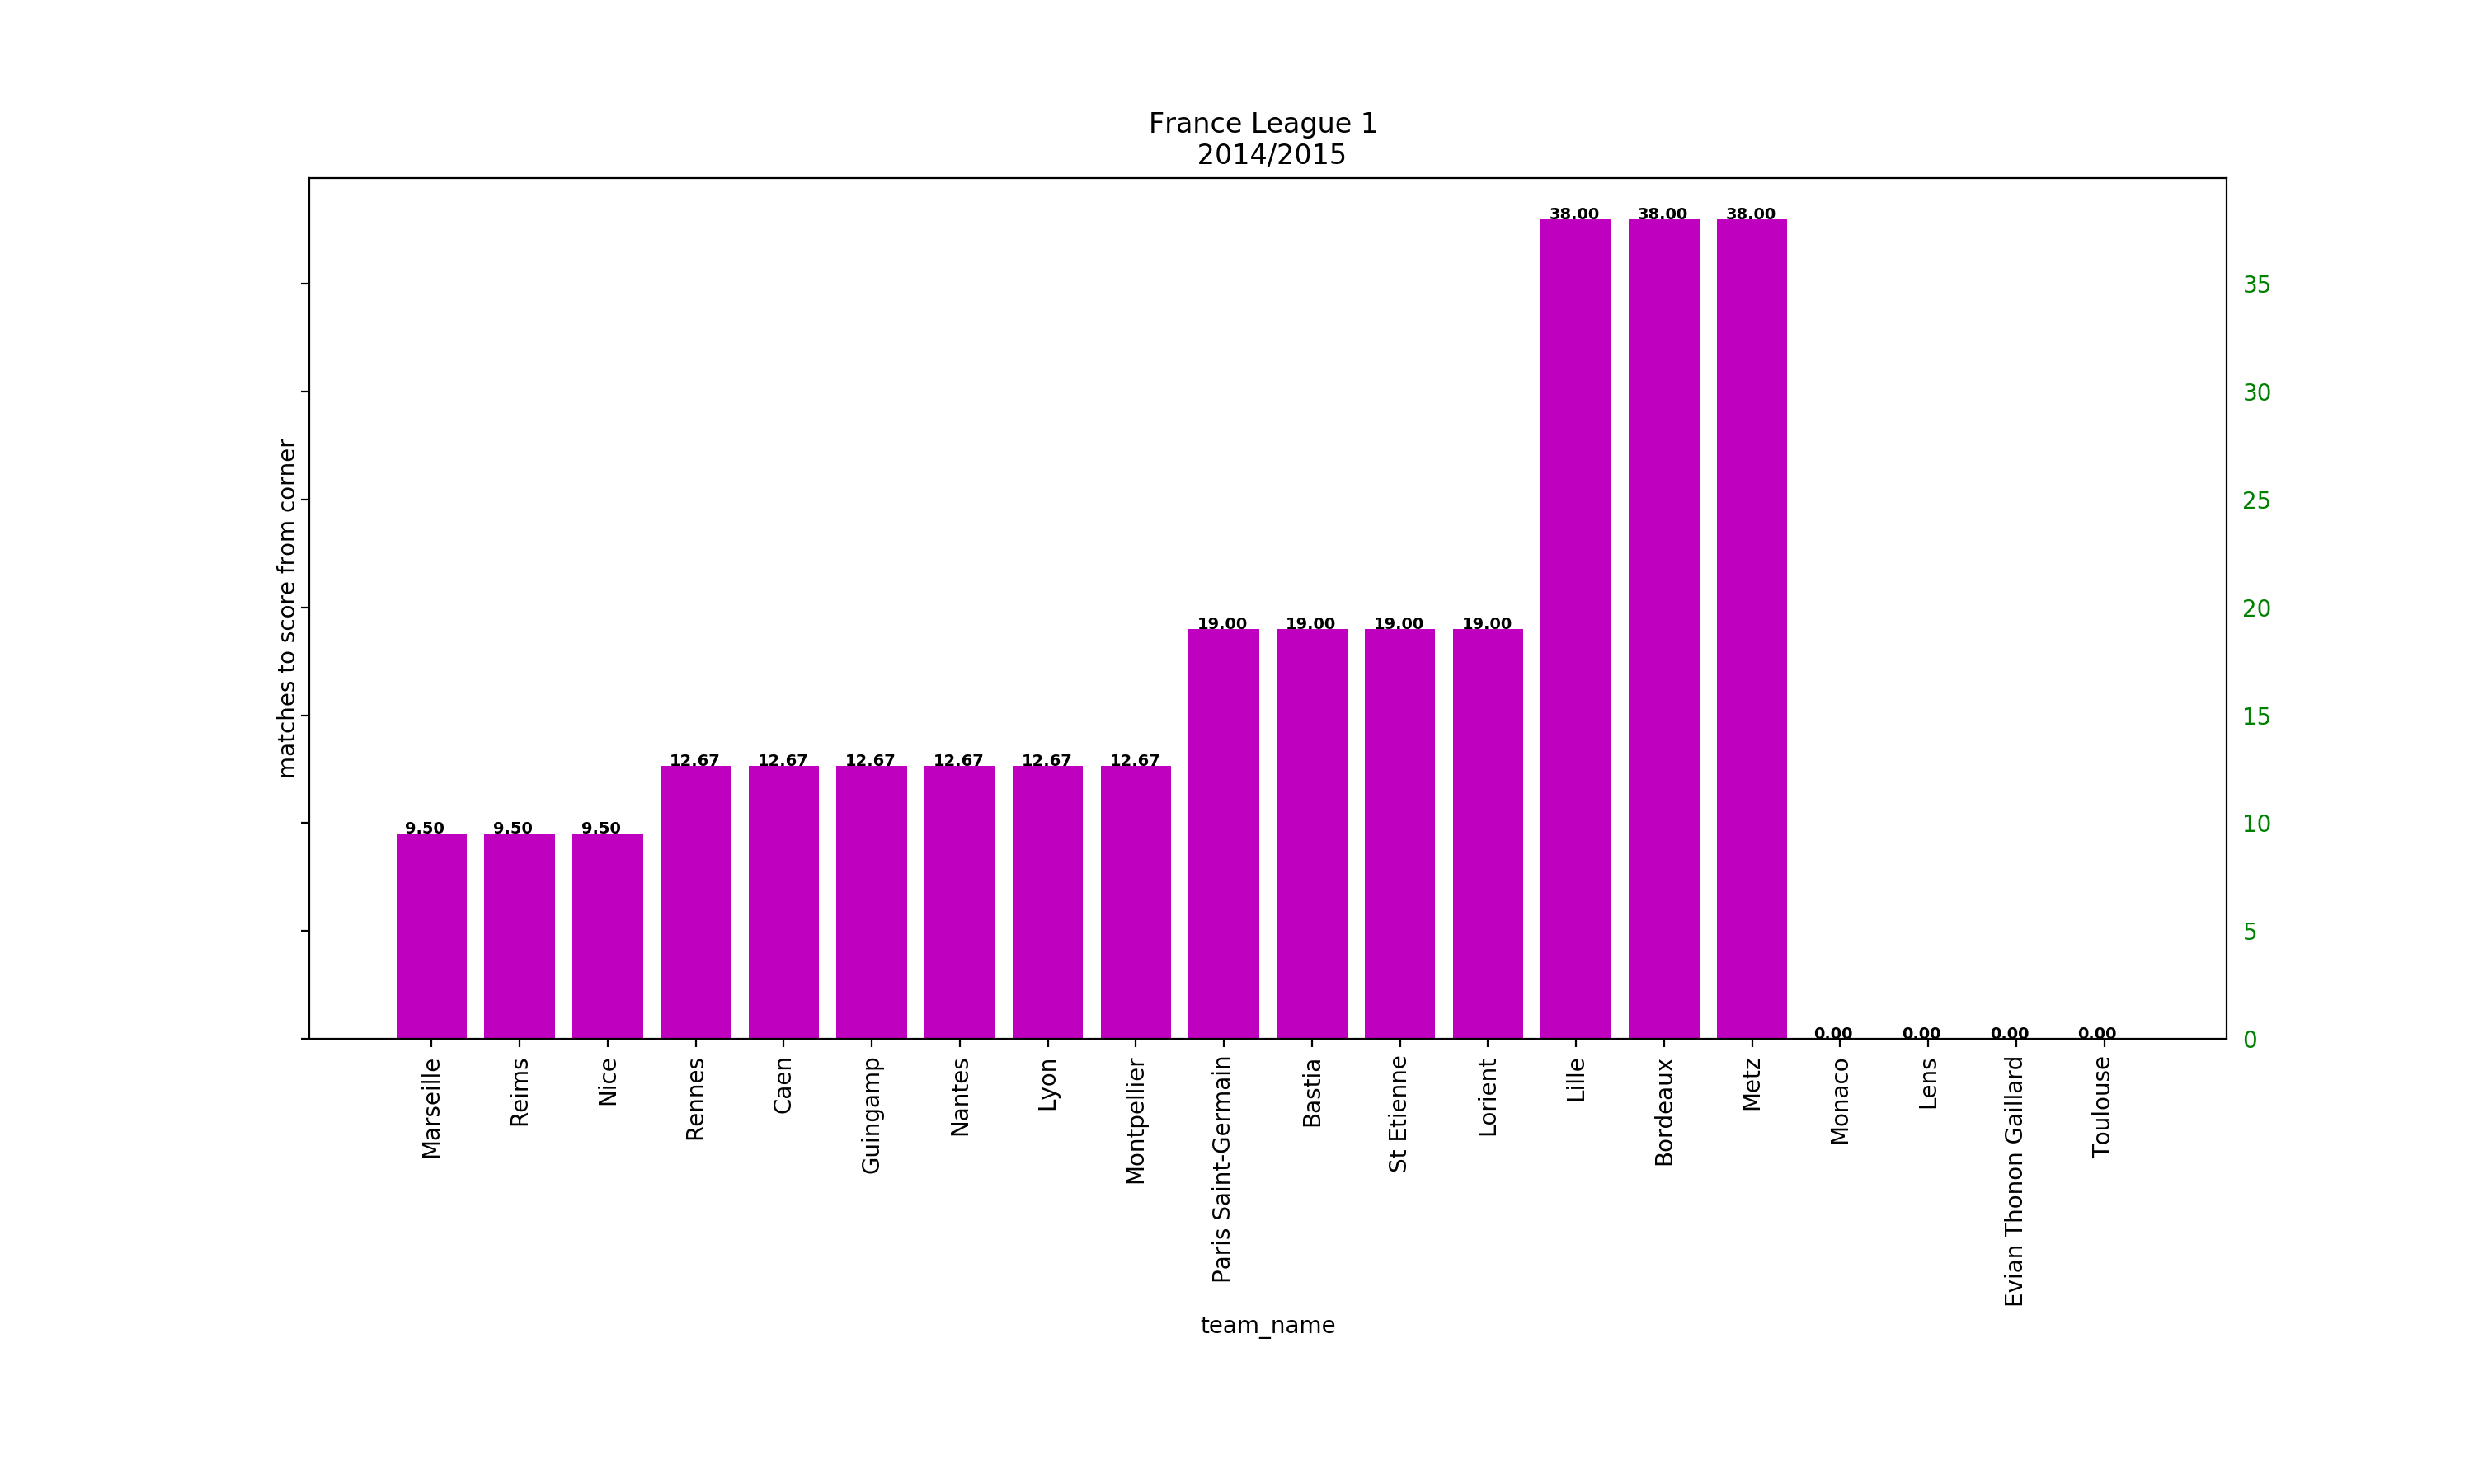 France League 1
2014/2015
matches to score from corner
38.00 38.00 38.00
19.00 19.00 19.00 19.00
12.67 12.67 12.67 12.67 12.67 12.67
9.50 9.50 9.50
0.00 0.00 0.00 0.00
35
30
25
20
15
10
5
0
Marseille
Reims
Nice
Rennes
Caen
Guingamp
Nantes
Lyon
Montpellier
Paris Saint-Germain
Bastia
St Etienne
Lorient
Lille
Bordeaux
Metz
Monaco
Lens
Evian Thonon Gaillard
Toulouse
team_name